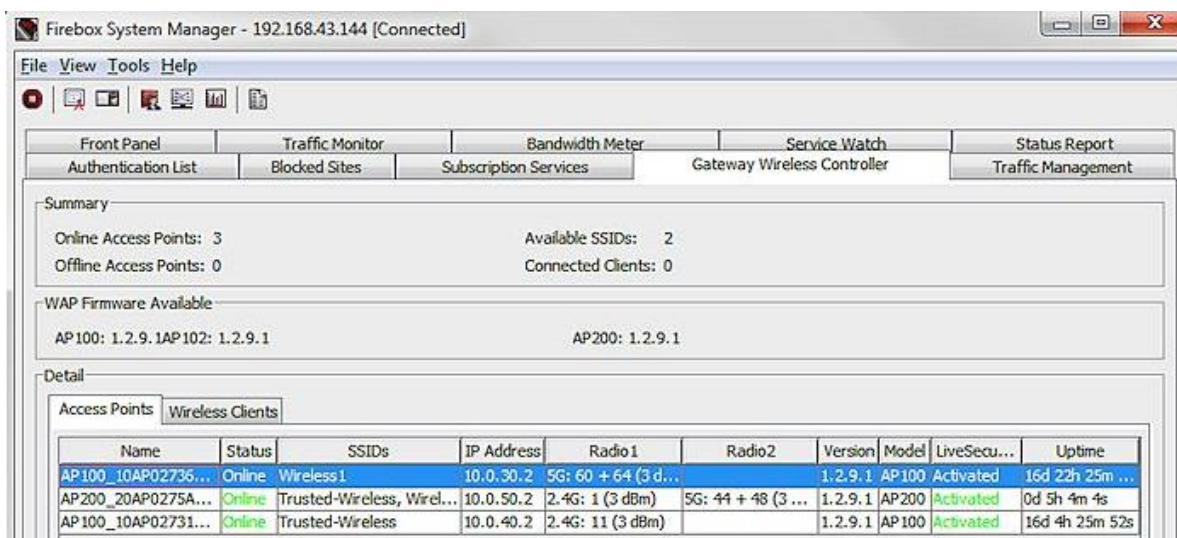 Firebox System Manager - 192.168.43.144 [Connected]
File View Tools Help
Front Panel Traffic Monitor Bandwidth Meter Service Watch Status Report
Authentication List Blocked Sites Subscription Services Gateway Wireless Controller Traffic Management
Summary
Online Access Points: 3 Available SSIDs: 2
Offline Access Points: 0 Connected Clients: 0
WAP Firmware Available
AP100: 1.2.9.1AP102: 1.2.9.1 AP200: 1.2.9.1
Detail
Access Points Wireless Clients
Name Status SSIDs IP Address Radio1 Radio2 Version Model LiveSecu... Uptime
AP100_10AP02736... Online Wireless1 10.0.30.2 5G: 60 + 64 (3 d... 1.2.9.1 AP100 Activated 16d 22h 25m ...
AP200_20AP0275A... Online Trusted-Wireless, Wirel... 10.0.50.2 2.4G: 1 (3 dBm) 5G: 44 + 48 (3 ... 1.2.9.1 AP200 Activated 0d 5h 4m 4s
AP100_10AP02731... Online Trusted-Wireless 10.0.40.2 2.4G: 11 (3 dBm) 1.2.9.1 AP100 Activated 16d 4h 25m 52s